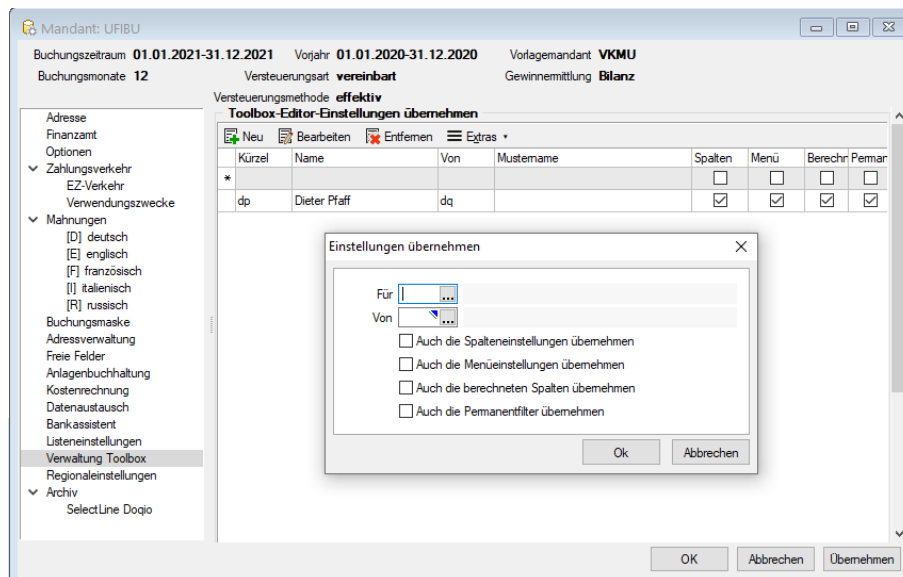 Mandant: UFIBU
Buchungszeitraum 01.01.2021-31.12.2021 Vorjahr 01.01.2020-31.12.2020 Vorlagemandant VKMU
Buchungsmonate 12 Versteuerungsart vereinbart Gewinnermittlung Bilanz
Versteuerungsmethode effektiv
Adresse
Finanzamt
Optionen
Zahlungsverkehr
EZ-Verkehr
Verwendungszwecke
Mahnungen
[D] deutsch
[E] englisch
[F] französisch
[I] italienisch
[R] russisch
Buchungsmaske
Adressverwaltung
Freie Felder
Anlagenbuchhaltung
Kostenrechnung
Datenaustausch
Bankassistent
Listeneinstellungen
Verwaltung Toolbox
Regionaleinstellungen
Archiv
SelectLine Doqio
Toolbox-Editor-Einstellungen übernehmen
Neu Bearbeiten Entfernen Extras
Kürzel Name Von Mustername Spalten Menü Berechn Perman
*
dp Dieter Pfaff dq
Einstellungen übernehmen
Für ...
Von ...
Auch die Spalteneinstellungen übernehmen
Auch die Menüeinstellungen übernehmen
Auch die berechneten Spalten übernehmen
Auch die Permanentfilter übernehmen
Ok Abbrechen
OK Abbrechen Übernehmen